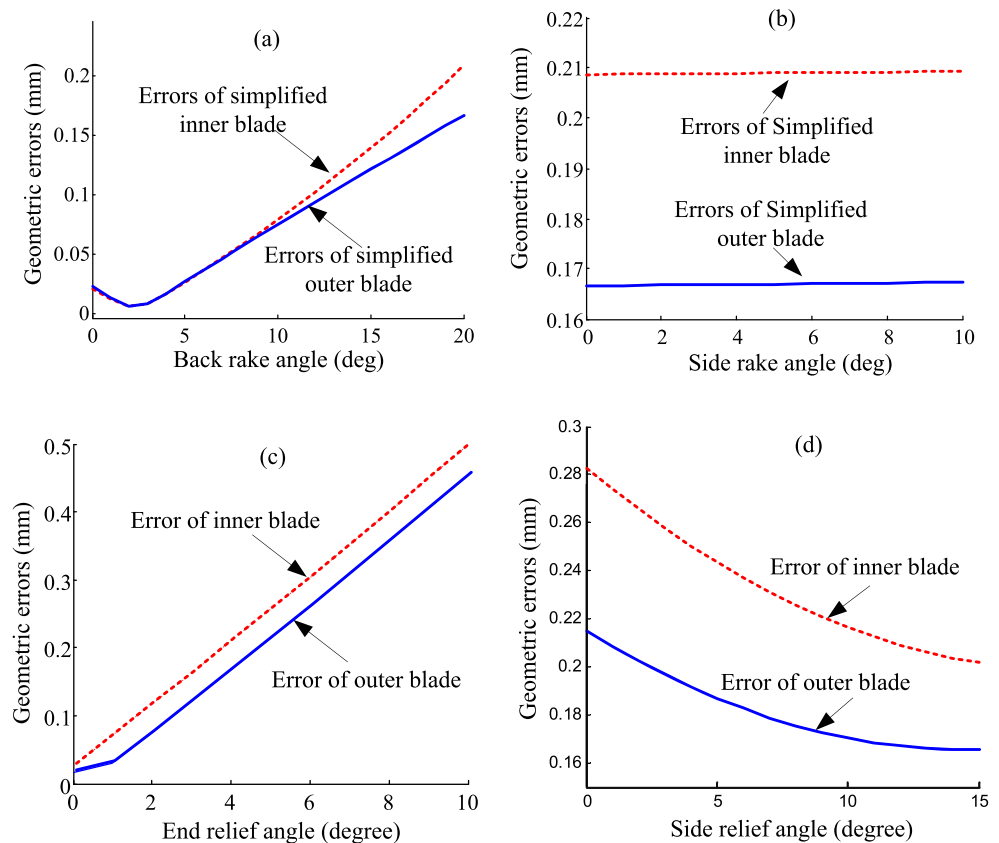 (a)
0.2
0.15
0.1
0.05
0
Geometric errors (mm)
Errors of simplified
inner blade
Errors of simplified
outer blade
0 5 10 15 20
Back rake angle (deg)
(b)
0.22
0.21
0.2
0.19
0.18
0.17
0.16
Geometric errors (mm)
Errors of Simplified
inner blade
Errors of Simplified
outer blade
0 2 4 6 8 10
Side rake angle (deg)
(c)
0.5
0.4
0.3
0.2
0.1
0
Geometric errors (mm)
Error of inner blade
Error of outer blade
0 2 4 6 8 10
End relief angle (degree)
(d)
0.3
0.28
0.26
0.24
0.22
0.2
0.18
0.16
Geometric errors (mm)
Error of inner blade
Error of outer blade
0 5 10 15
Side relief angle (degree)